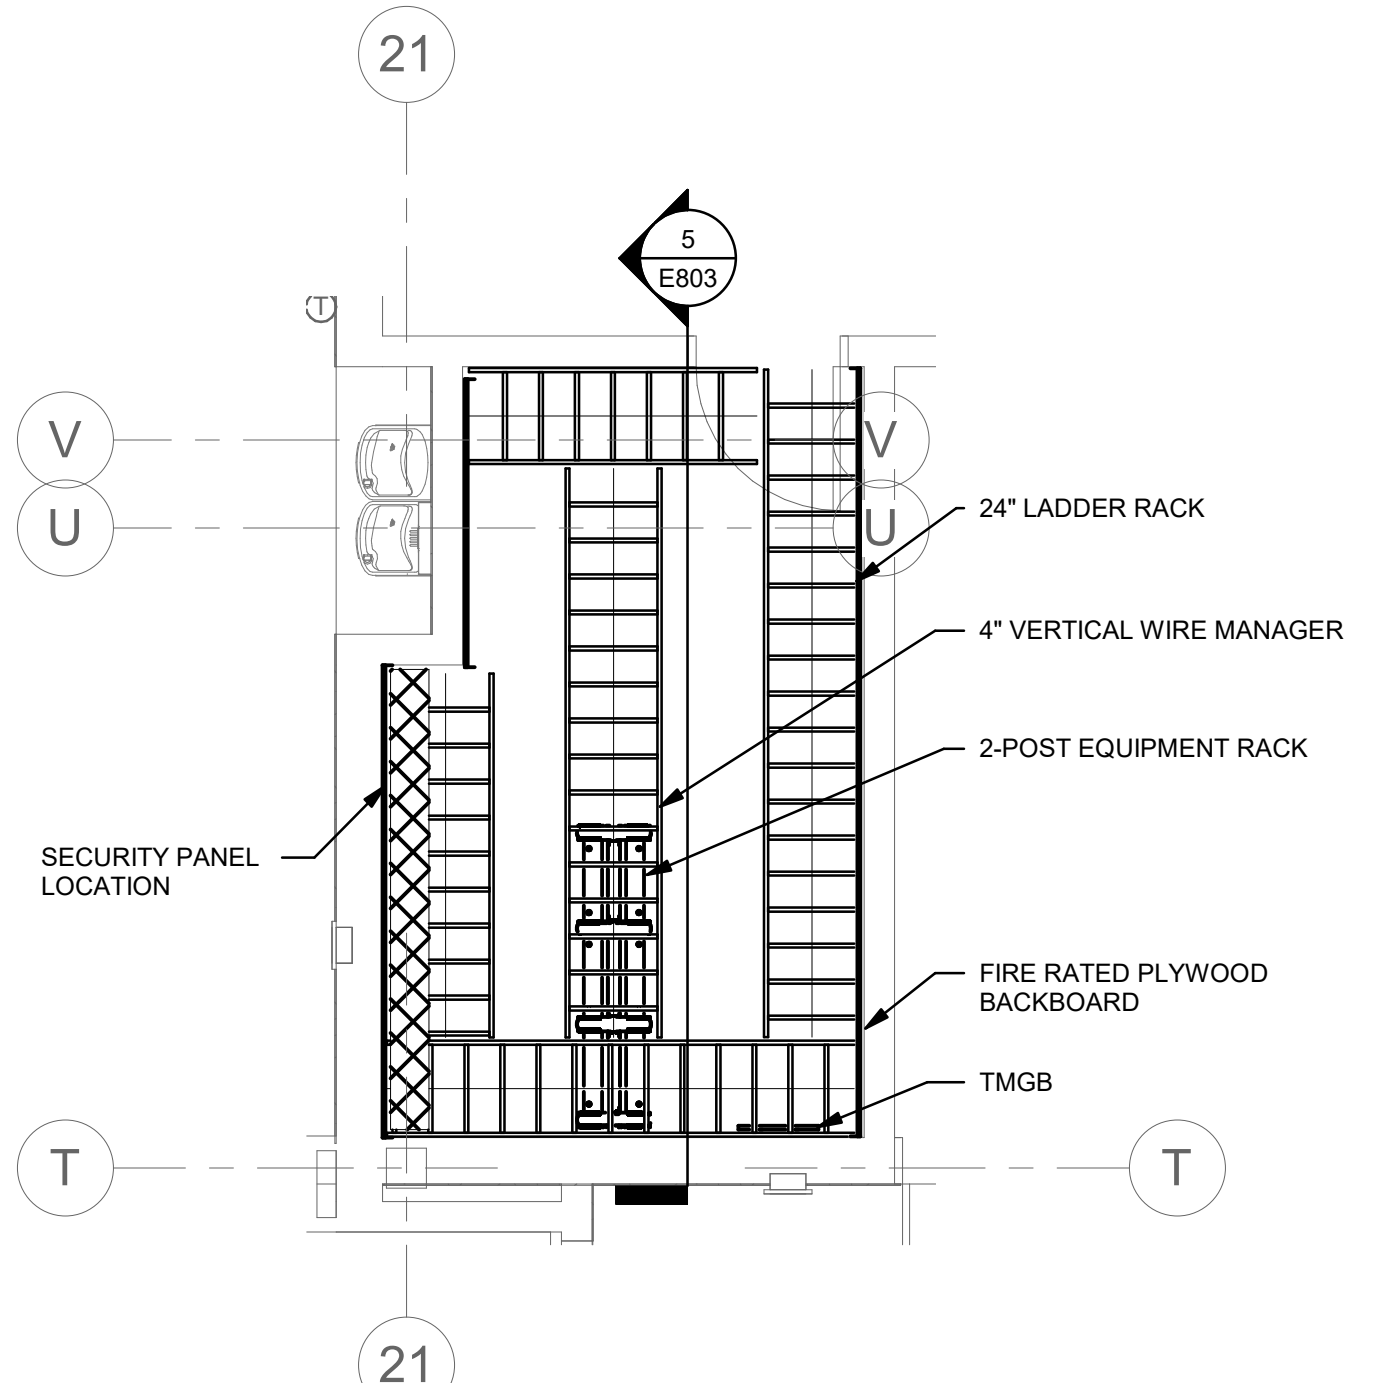 21
5
E803
T
V
V
U
U
24" LADDER RACK
4" VERTICAL WIRE MANAGER
2-POST EQUIPMENT RACK
SECURITY PANEL
LOCATION
FIRE RATED PLYWOOD
BACKBOARD
TMGB
T
T
21